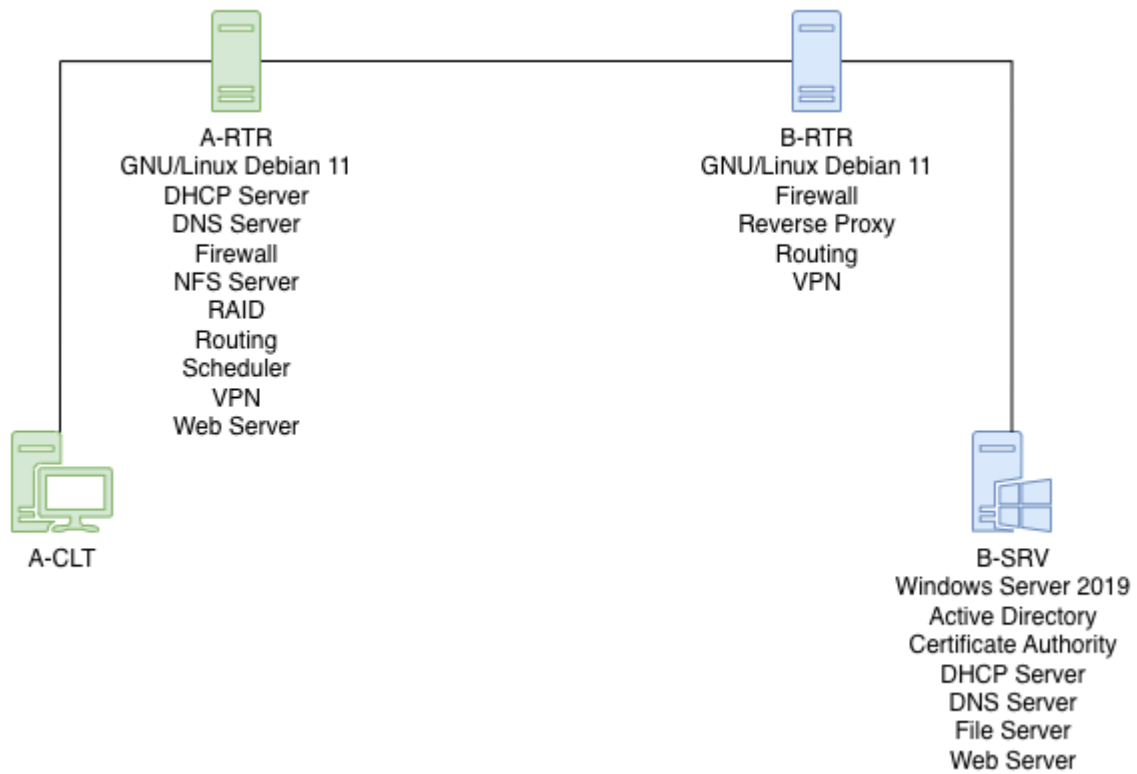 A-RTR
GNU/Linux Debian 11
DHCP Server
DNS Server
Firewall
NFS Server
RAID
Routing
Scheduler
VPN
Web Server
B-RTR
GNU/Linux Debian 11
Firewall
Reverse Proxy
Routing
VPN
A-CLT
B-SRV
Windows Server 2019
Active Directory
Certificate Authority
DHCP Server
DNS Server
File Server
Web Server